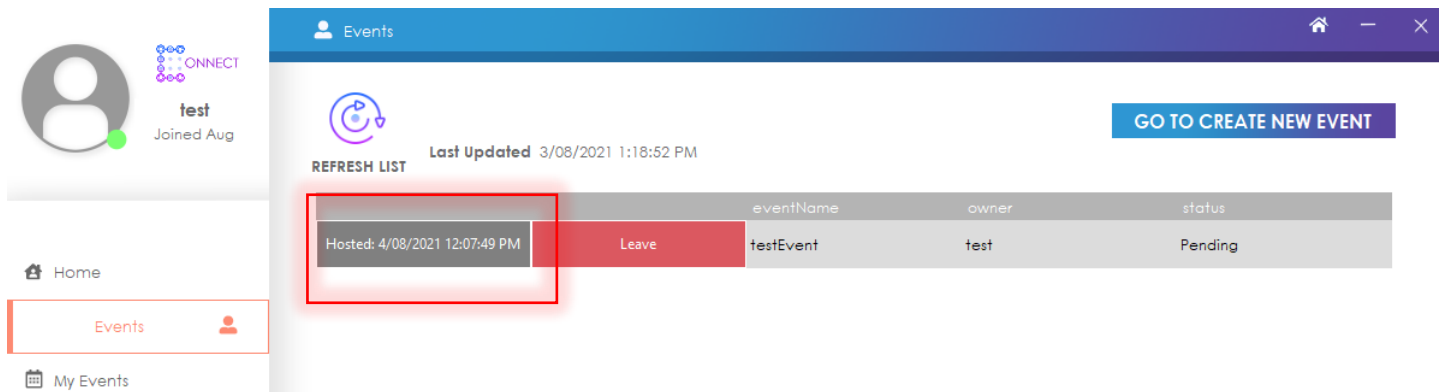 Events
ONNECT
test
Joined Aug
GO TO CREATE NEW EVENT
Last Updated 3/08/2021 1:18:52 PM
REFRESH LIST
eventName owner status
Hosted: 4/08/2021 12:07:49 PM Leave testEvent test Pending
Home
Events
My Events